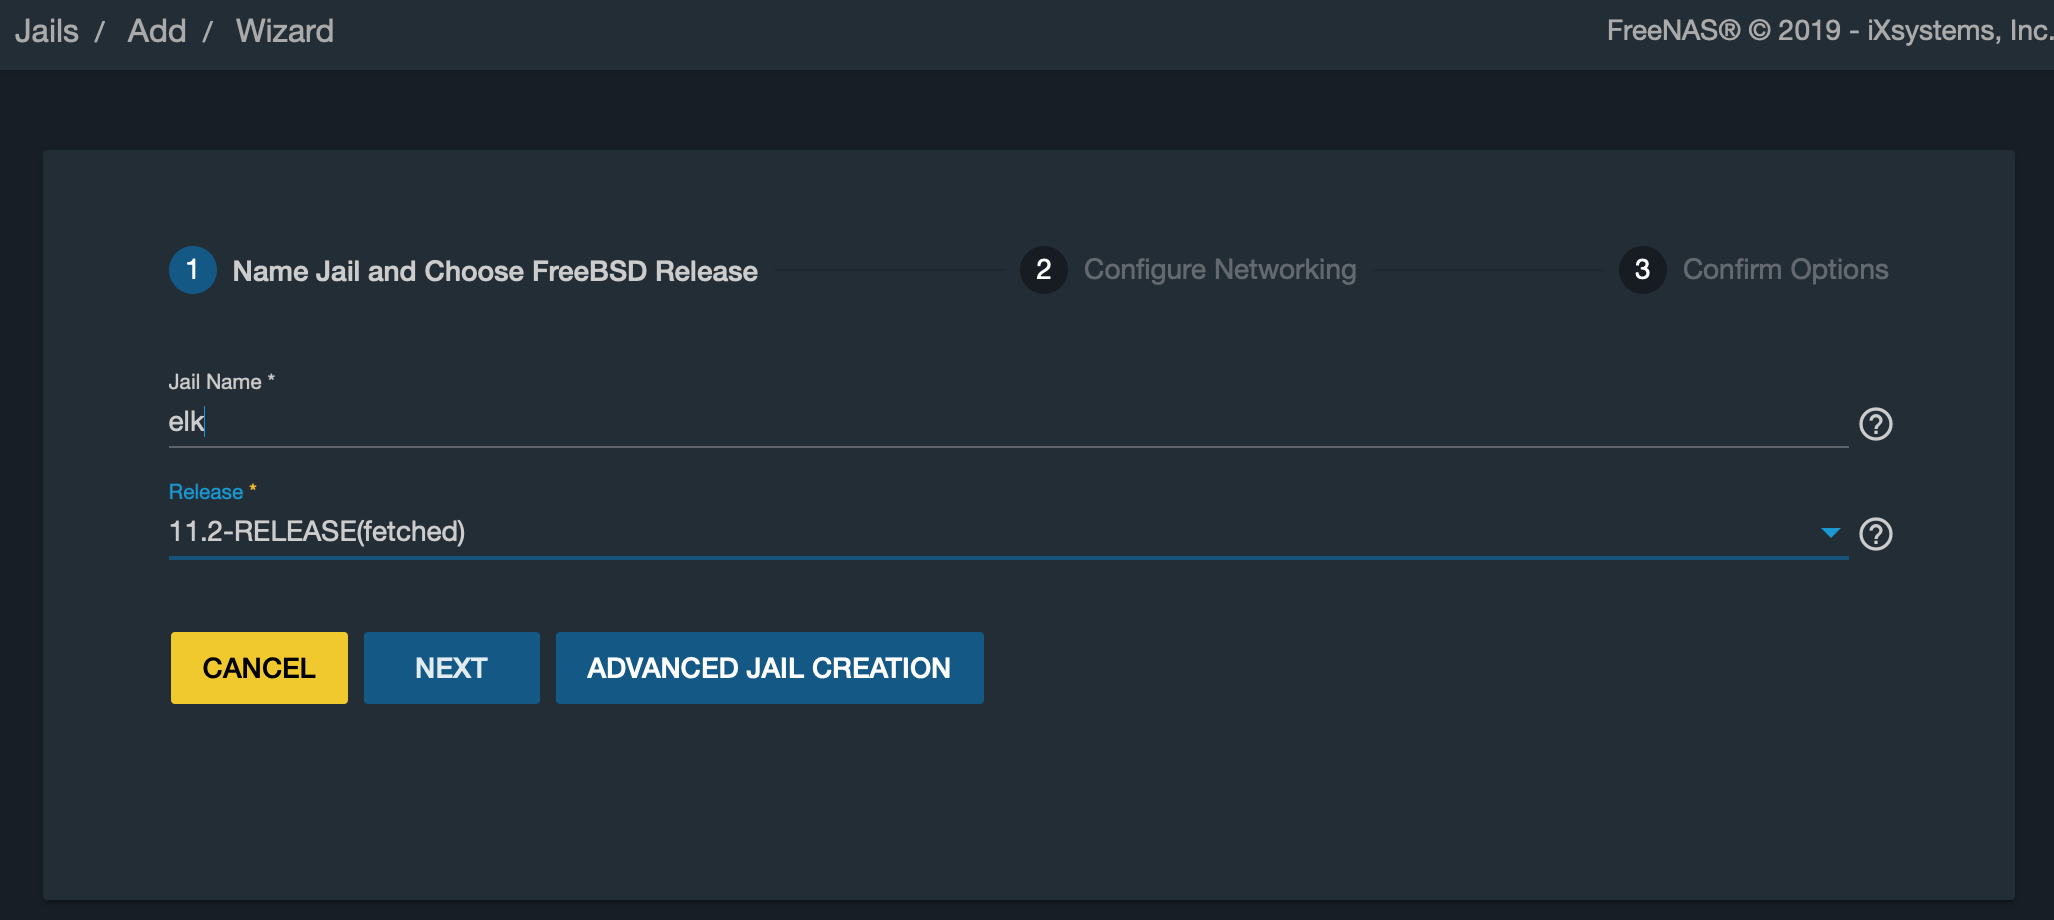 Jails / Add / Wizard
FreeNAS® © 2019 - iXsystems, Inc.
1 Name Jail and Choose FreeBSD Release
2 Configure Networking
3 Confirm Options
Jail Name *
elk
Release *
11.2-RELEASE(fetched)
CANCEL
NEXT
ADVANCED JAIL CREATION